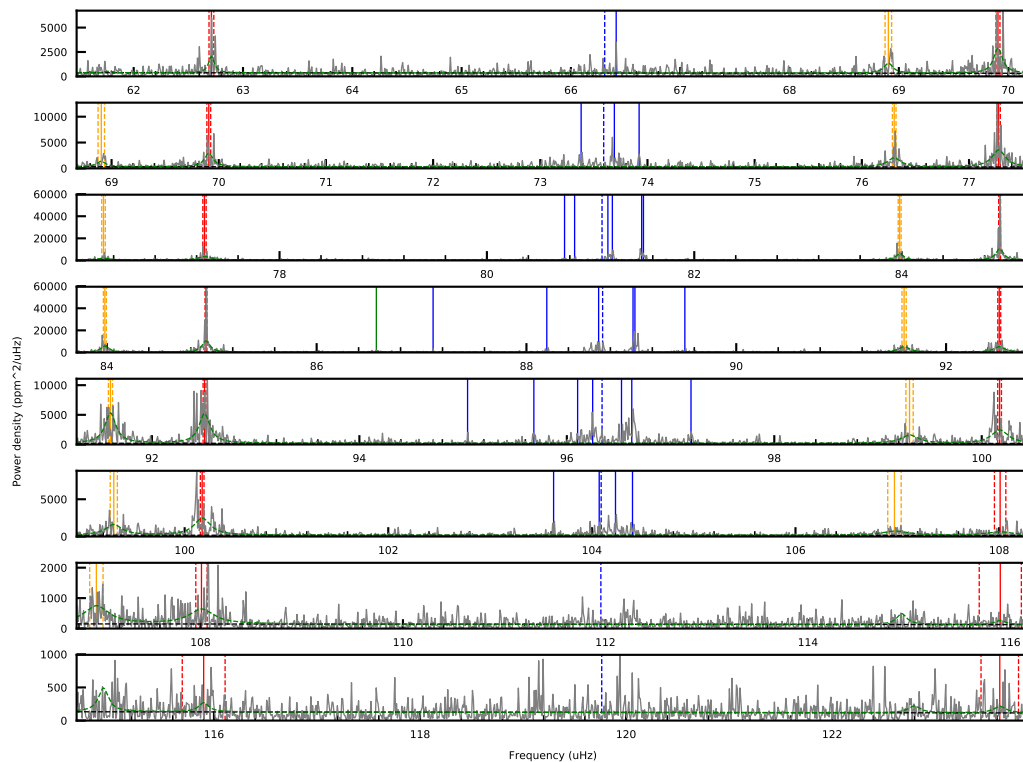 5000
2500
0
62 63 64 65 66 67 68 69 70
10000
5000
0
69 70 71 72 73 74 75 76 77
60000
40000
20000
0
78 80 82 84
60000
40000
20000
0
84 86 88 90 92
10000
5000
0
92 94 96 98 100
Power density (ppm^2/uHz)
5000
0
100 102 104 106 108
2000
1000
0
108 110 112 114 116
1000
500
0
116 118 120 122
Frequency (uHz)